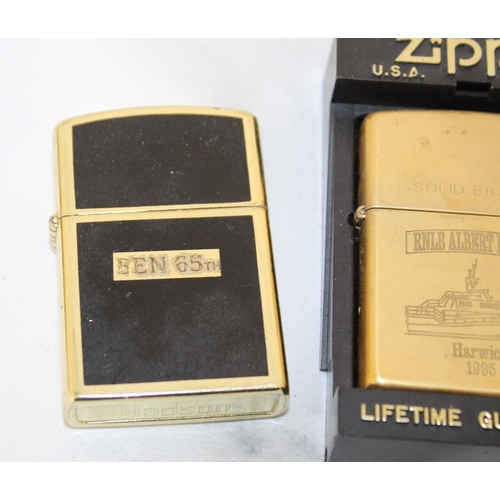 BEN 65TH
Zipp
U.S.A.
SOLID BR
RNLB ALBERT
Harwic
1995
LIFETIME GU